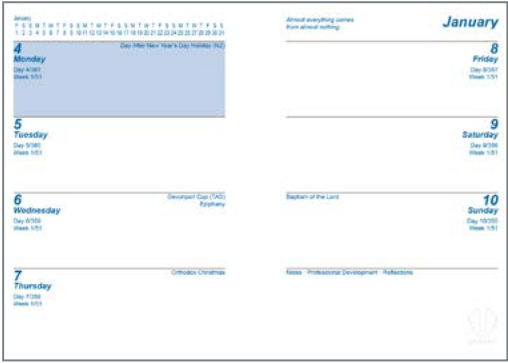 January
F S S M T W T F S S M T W T F S S M T W T F S S M T W T F S S
1 2 3 4 5 6 7 8 9 10 11 12 13 14 15 16 17 18 19 20 21 22 23 24 25 26 27 28 29 30 31
4
Day After New Year's Day Holiday (NZ)
Monday
Day 4/361
Week 1/51
5
Tuesday
Day 5/360
Week 1/51
6
Devonport Cup (TAS)
Wednesday
Epiphany
Day 6/359
Week 1/51
7
Orthodox Christmas
Thursday
Day 7/358
Week 1/51
Almost everything comes
from almost nothing.
January
8
Friday
Day 8/357
Week 1/51
9
Saturday
Day 9/356
Week 1/51
Baptism of the Lord
10
Sunday
Day 10/355
Week 1/51
Notes · Professional Development · Reflections